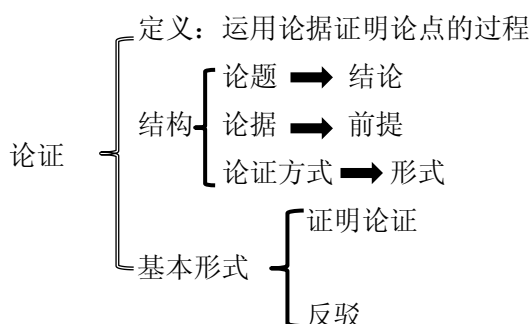 定义：运用论据证明论点的过程
论题 结论
结构 论据 前提
论证
论证方式 形式
证明论证
基本形式
反驳